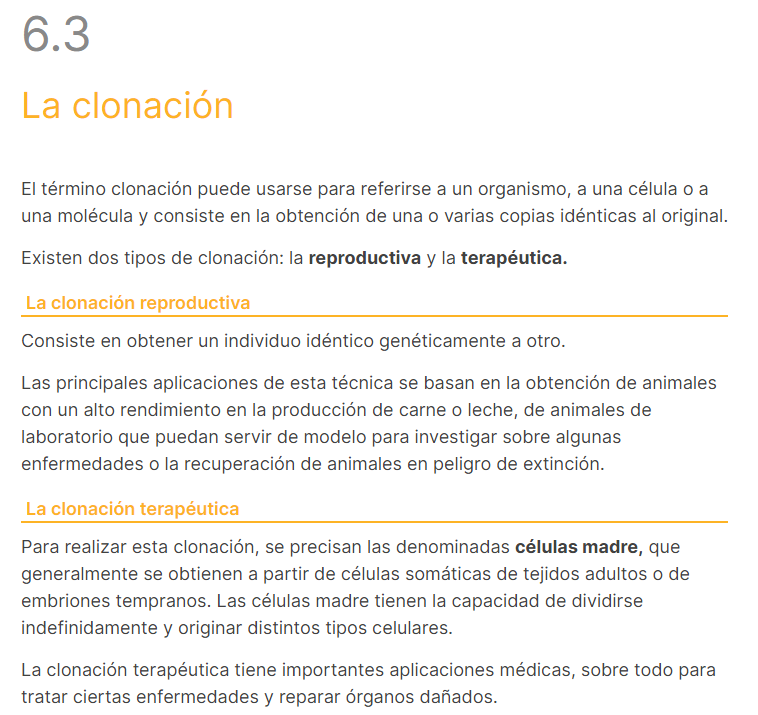 6.3
La clonación
El término clonación puede usarse para referirse a un organismo, a una célula o a
una molécula y consiste en la obtención de una o varias copias idénticas al original.
Existen dos tipos de clonación: la reproductiva y la terapéutica.
La clonación reproductiva
Consiste en obtener un individuo idéntico genéticamente a otro.
Las principales aplicaciones de esta técnica se basan en la obtención de animales
con un alto rendimiento en la producción de carne o leche, de animales de
laboratorio que puedan servir de modelo para investigar sobre algunas
enfermedades o la recuperación de animales en peligro de extinción.
La clonación terapéutica
Para realizar esta clonación, se precisan las denominadas células madre, que
generalmente se obtienen a partir de células somáticas de tejidos adultos o de
embriones tempranos. Las células madre tienen la capacidad de dividirse
indefinidamente y originar distintos tipos celulares.
La clonación terapéutica tiene importantes aplicaciones médicas, sobre todo para
tratar ciertas enfermedades y reparar órganos dañados.